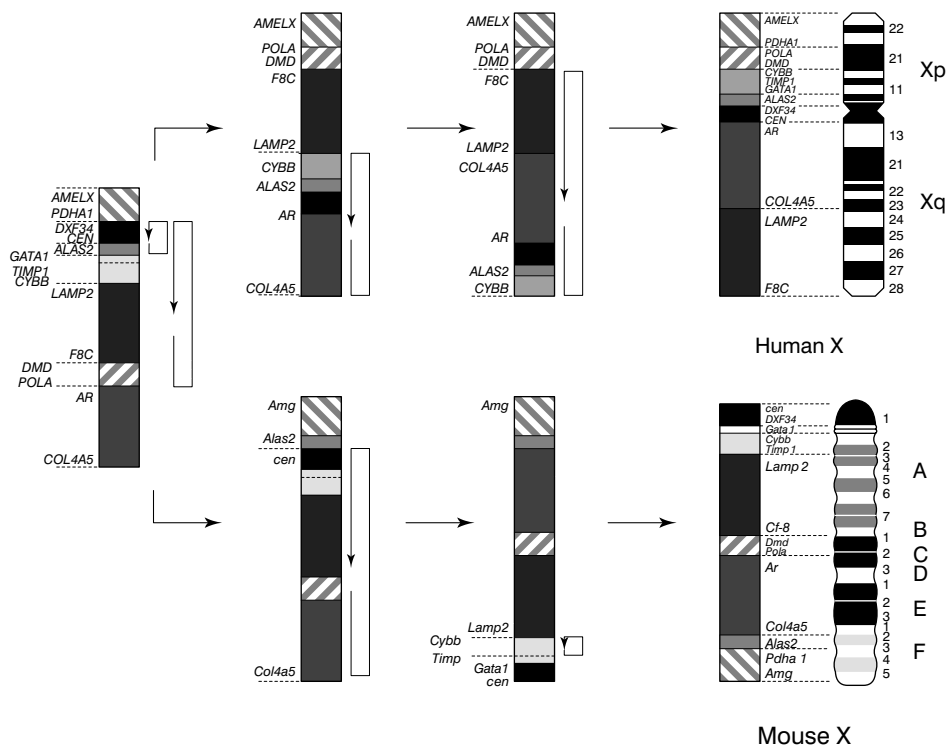 AMELX
PDHA1
DXF34
CEN
ALAS2
GATA1
TIMP1
CYBB
LAMP2
F8C
DMD
POLA
AR
COL4A5
AMELX
POLA
DMD
F8C
LAMP2
CYBB
ALAS2
AR
COL4A5
AMELX
POLA
DMD
F8C
LAMP2
COL4A5
AR
ALAS2
CYBB
AMELX
PDHA1
POLA
DMD
CYBB
TIMP1
GATA1
ALAS2
DXF34
CEN
AR
COL4A5
LAMP2
F8C
22
21
11
13
21
22
23
24
25
26
27
28
Xp
Xq
Human X
Amg
Alas2
cen
Col4a5
Amg
Lamp2
Cybb
Timp
Gata1
cen
cen
DXF34
Gata1
Cybb
Timp1
Lamp 2
Cf-8
Dmd
Pola
Ar
Col4a5
Alas2
Pdha 1
Amg
1
2
3
4
5
6
7
1
2
3
1
2
3
1
2
3
4
5
A
B
C
D
E
F
Mouse X